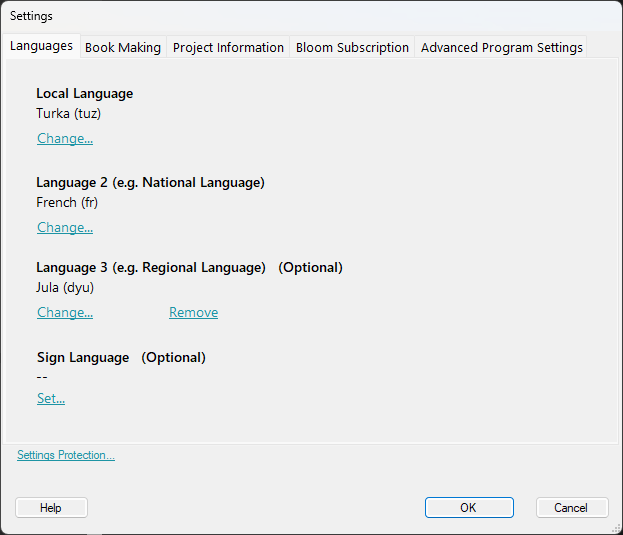 Settings
Languages Book Making Project Information Bloom Subscription Advanced Program Settings
Local Language
Turka (tuz)
Change...
Language 2 (e.g. National Language)
French (fr)
Change...
Language 3 (e.g. Regional Language) (Optional)
Jula (dyu)
Change... Remove
Sign Language (Optional)
--
Set...
Settings Protection...
Help OK Cancel